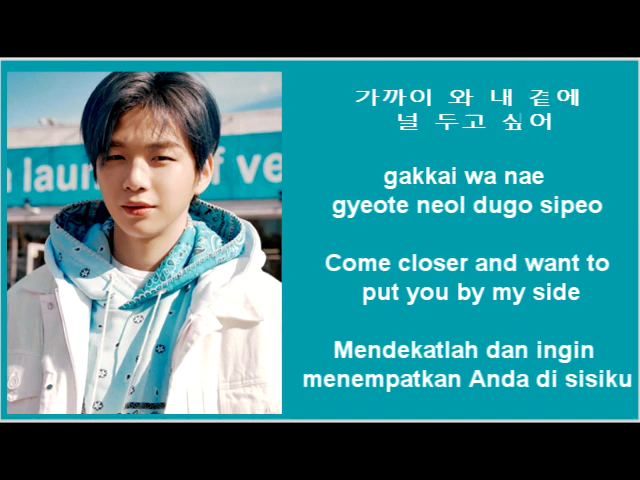 laun
f ve
가까이 와 내 곁에
널 두고 싶어
gakkai wa nae
gyeote neol dugo sipeo
Come closer and want to
put you by my side
Mendekatlah dan ingin
menempatkan Anda di sisiku